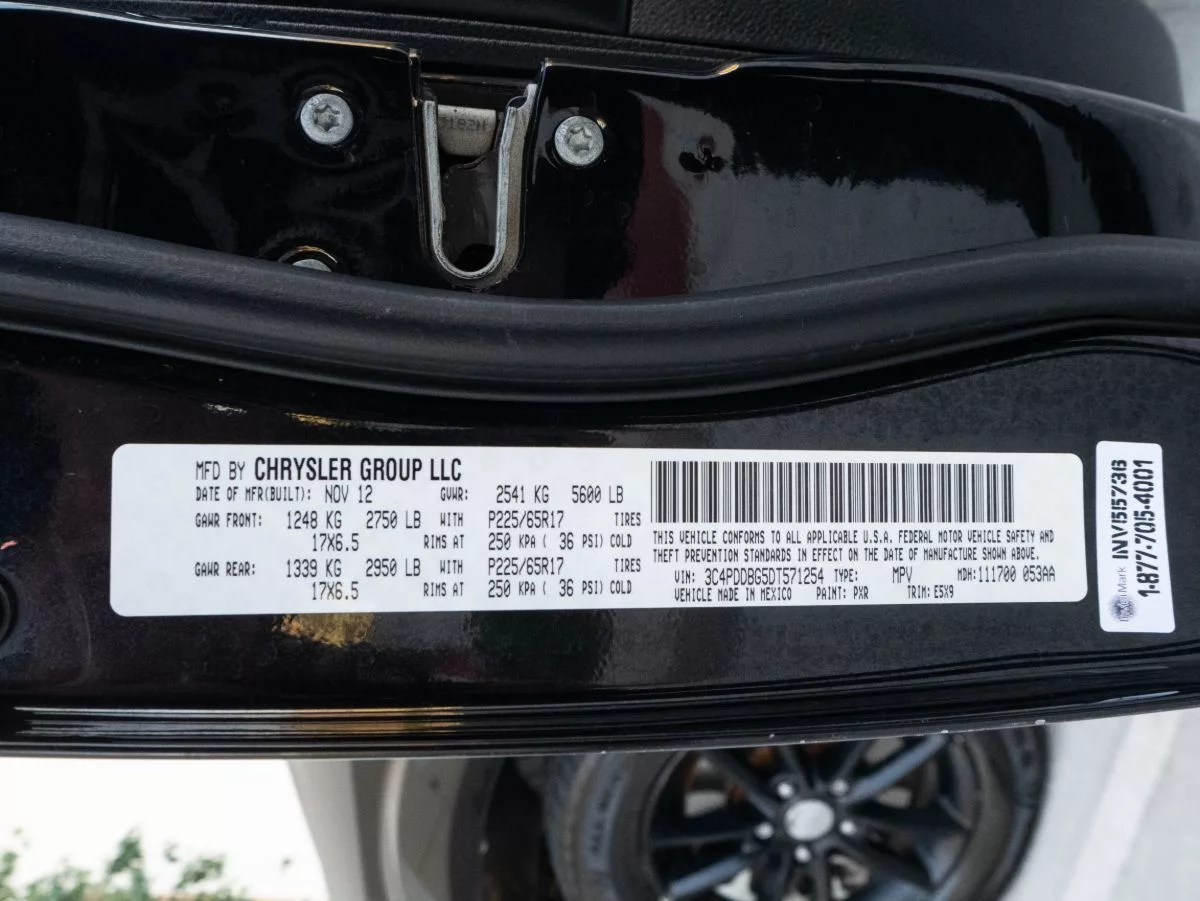 MFD BY CHRYSLER GROUP LLC
DATE OF MFR(BUILT): NOV 12 GVWR: 2541 KG 5600 LB
GAWR FRONT: 1248 KG 2750 LB WITH P225/65R17 TIRES
17X6.5 RIMS AT 250 KPA ( 36 PSI) COLD
GAWR REAR: 1339 KG 2950 LB WITH P225/65R17
17X6.5 RIMS AT 250 KPA ( 36 PSI) COLD
THIS VEHICLE CONFORMS TO ALL APPLICABLE U.S.A. FEDERAL MOTOR VEHICLE SAFETY AND
THEFT PREVENTION STANDARDS IN EFFECT ON THE DATE OF MANUFACTURE SHOWN ABOVE.
VIN: 3C4PDDBG5DT571254 TYPE: MPV MDH: 111700 053AA
VEHICLE MADE IN MEXICO PAINT: PXR TRIM: E5X9
Mark INV151573B
1-877-705-4001